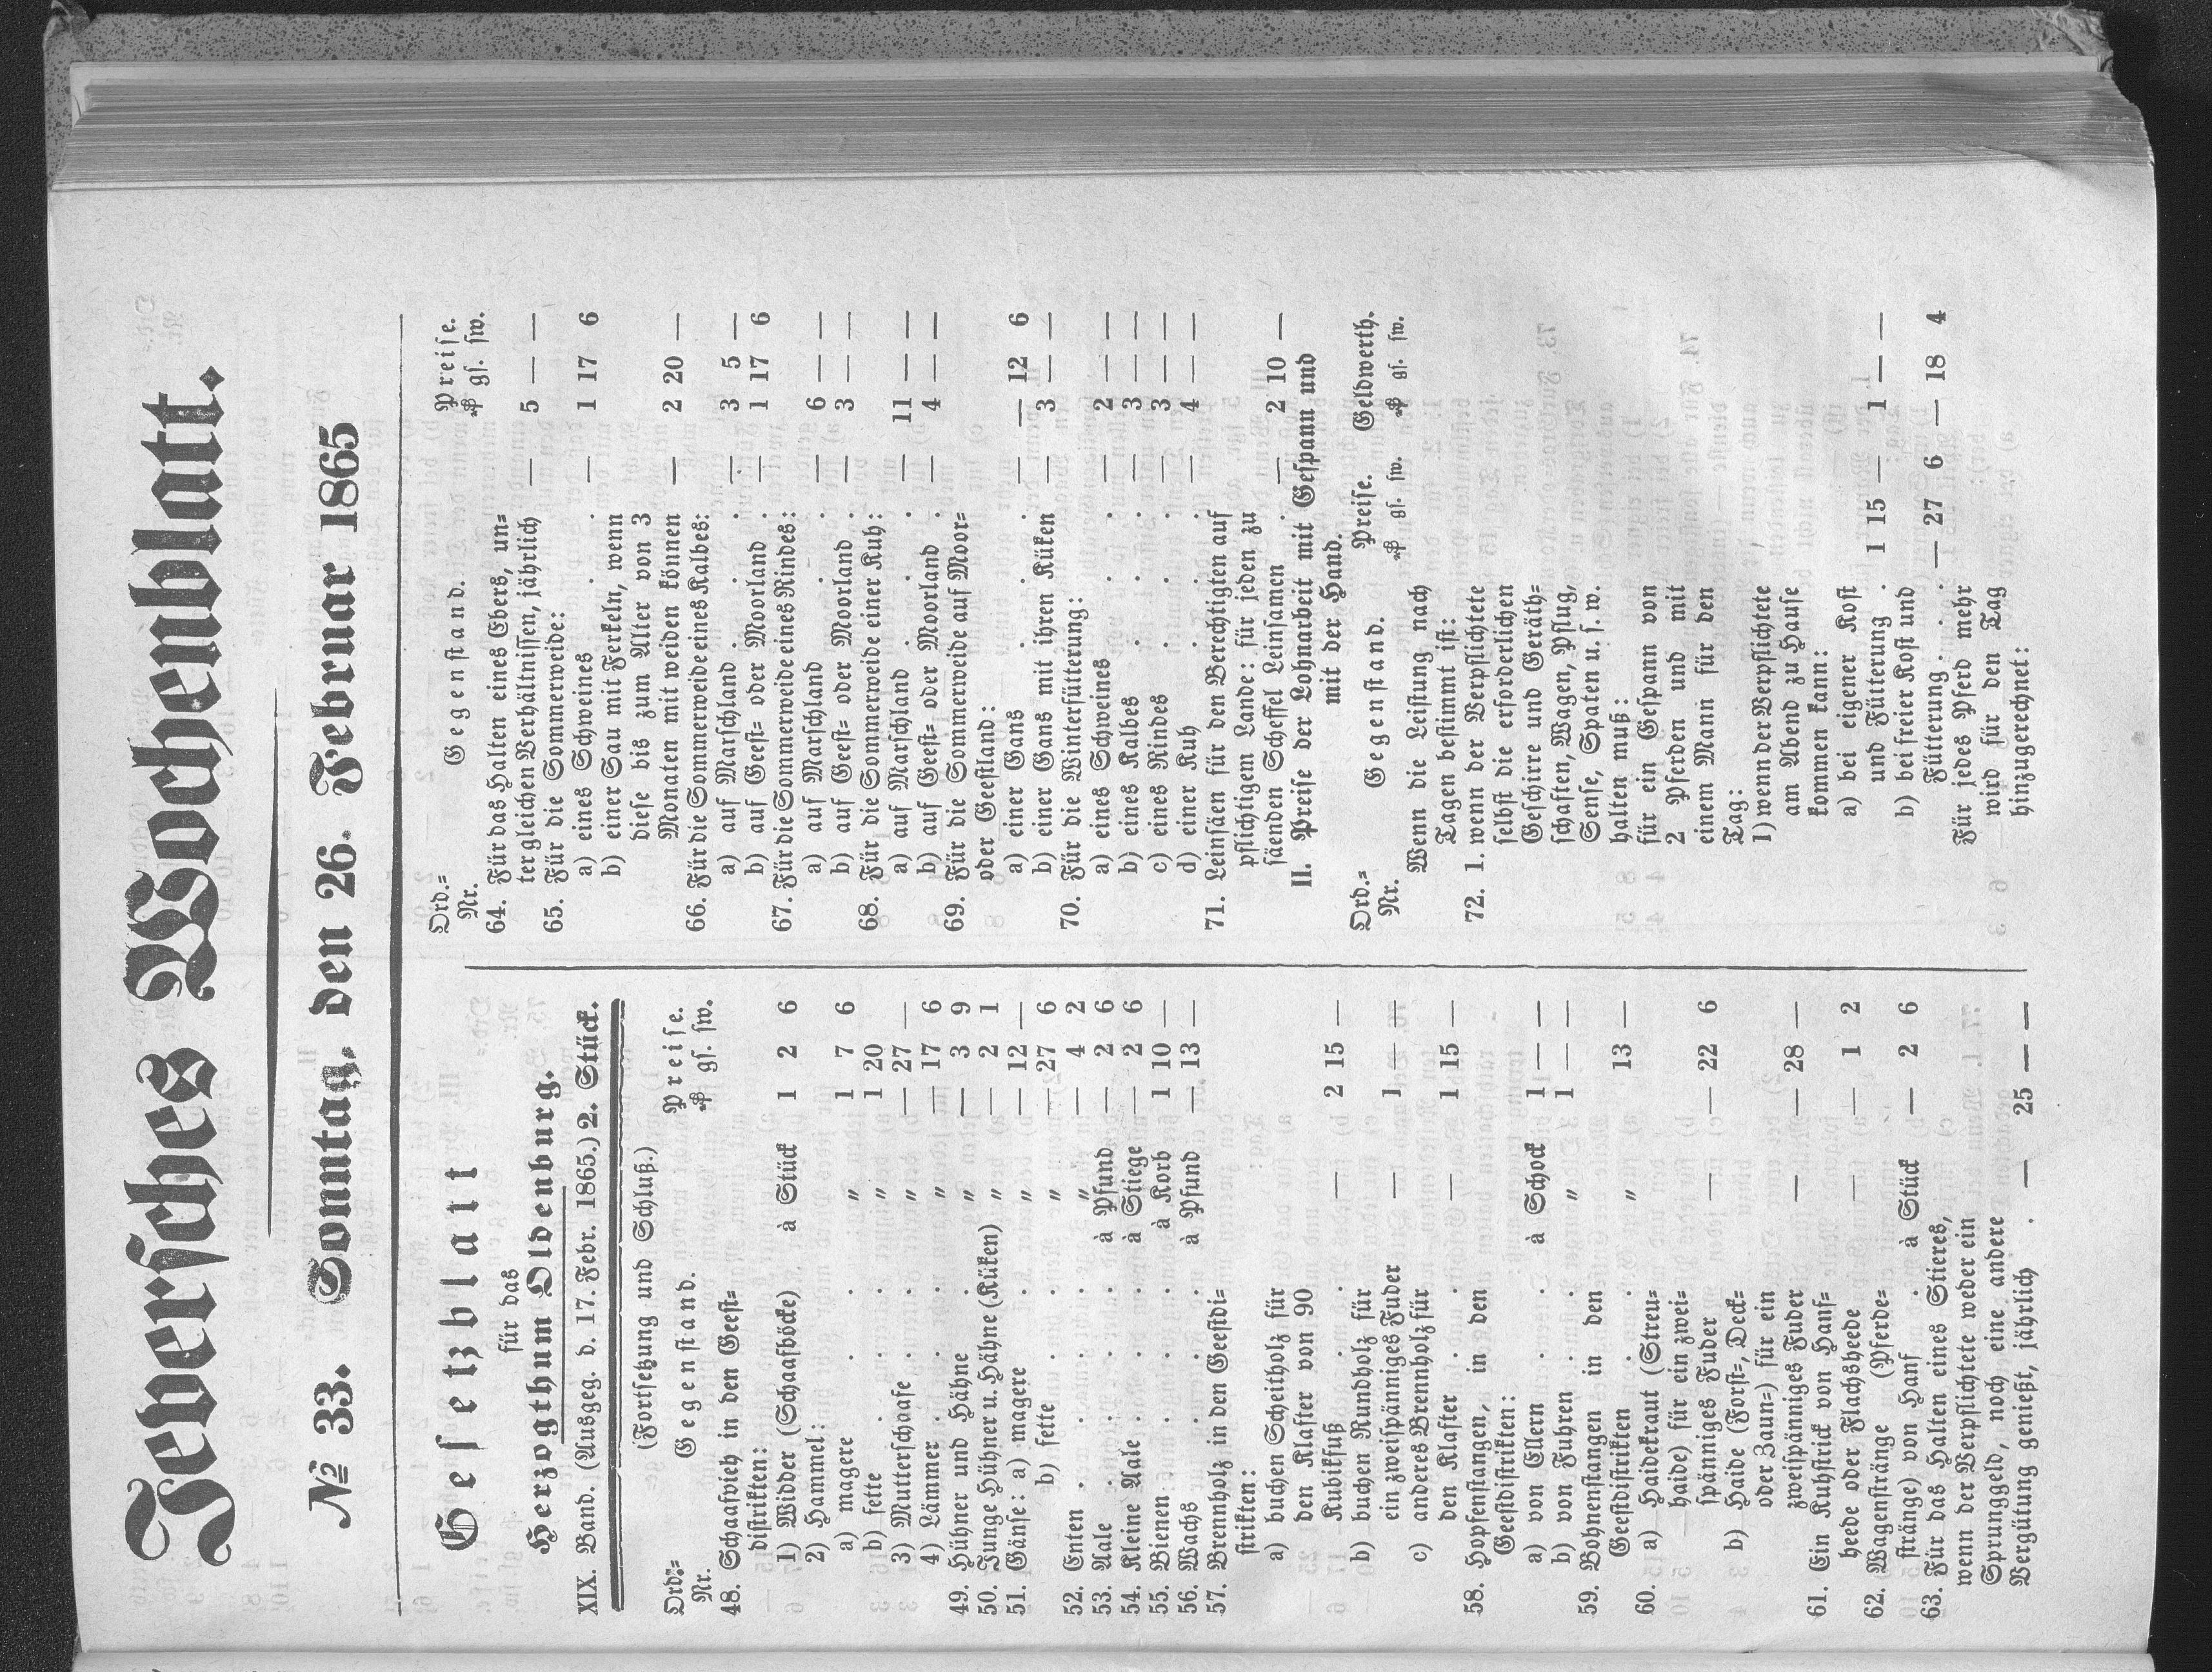 Jeversches Wochenblatt.
№ 33. Sonntag, den 26. Februar 1865
Gesetzblatt
für das
Herzogthum Oldenburg.
XIX. Band. (Ausgeg. d. 17. Febr. 1865.) 2. Stück.
(Fortsetzung und Schluß.)
Ord.= Gegenstand. Preise.
Nr. ₰ gs. sw.
48. Schaafvieh in den Geest=
distrikten:
1) Widder (Schaafböcke) à Stück 1 2 6
2) Hammel:
a) magere . . „ 1 7 6
b) fette . . . „ 1 20 —
3) Mutterschaafe . . „ — 27 —
4) Lämmer . . . „ — 17 6
49. Hühner und Hähne . „ — 3 9
50. Junge Hühner u. Hähne (Küken) „ — 2 1
51. Gänse: a) magere . . „ — 12 —
b) fette . . . „ — 27 6
52. Enten . . . . „ — 4 2
53. Aale . . . . à Pfund — 2 6
54. Kleine Aale . . . à Stiege — 2 6
55. Bienen . . . à Korb 1 10 —
56. Wachs . . . à Pfund — 13 —
57. Brennholz in den Geestdi=
strikten:
a) buchen Scheitholz für
den Klafter von 90
Kubikfuß . . — 2 15 —
b) buchen Rundholz für
ein zweispänniges Fuder — 1 — —
c) anderes Brennholz für
den Klafter . . — 1 15 —
58. Hopfenstangen, in den
Geestdistrikten:
a) von Ellern . . à Schock 1 — —
b) von Fuhren . . „ 1 — —
59. Bohnenstangen in den
Geestdistrikten . . „ 13 —
60. a) Haidekraut (Streu=
haide) für ein zwei=
spänniges Fuder — — 22 6
b) Haide (Forst=, Deck=
oder Zaun=) für ein
zweispänniges Fuder — — 28 —
61. Ein Kuhstrick von Hanf=
heede oder Flachsheede — — 1 2
62. Wagenstränge (Pferde=
stränge) von Hanf . à Stück — 2 6
63. Für das Halten eines Stieres,
wenn der Verpflichtete weder ein
Sprunggeld, noch eine andere
Vergütung genießt, jährlich . — 25 — —
Ord.= Gegenstand. Preise.
Nr. ₰ gs. sw.
64. Für das Halten eines Ebers, un=
ter gleichen Verhältnissen, jährlich — 5 — —
65. Für die Sommerweide:
a) eines Schweines . . — 1 17 6
b) einer Sau mit Ferkeln, wenn
diese bis zum Alter von 3
Monaten mit weiden können — 2 20 —
66. Für die Sommerweide eines Kalbes:
a) auf Marschland . . . — 3 5 —
b) auf Geest= oder Moorland . — 1 17 6
67. Für die Sommerweide eines Rindes:
a) auf Marschland . . — 6 — —
b) auf Geest= oder Moorland . — 3 — —
68. Für die Sommerweide einer Kuh:
a) auf Marschland . . . — 11 — —
b) auf Geest= oder Moorland . — 4 — —
69. Für die Sommerweide auf Moor=
oder Geestland:
a) einer Gans . . . — — 12 6
b) einer Gans mit ihren Küken — 3 — —
70. Für die Winterfütterung:
a) eines Schweines . . — 2 — —
b) eines Kalbes . . . — 3 — —
c) eines Rindes . . . — 3 — —
d) einer Kuh . . . — 4 — —
71. Leinsäen für den Berechtigten auf
pflichtigem Lande: für jeden zu
säenden Scheffel Leinsamen . — 2 10 —
II. Preise der Lohnarbeit mit Gespann und
mit der Hand.
Ord.= Gegenstand. Preise. Geldwerth.
Nr. ₰ gs. sw. ₰ gs. sw.
Wenn die Leistung nach
Tagen bestimmt ist:
72. 1. wenn der Verpflichtete
selbst die erforderlichen
Geschirre und Geräth=
schaften, Wagen, Pflug,
Sense, Spaten u. s. w.
halten muß:
für ein Gespann von
2 Pferden und mit
einem Mann für den
Tag:
1) wenn der Verpflichtete
am Abend zu Hause
kommen kann:
a) bei eigener Kost
und Fütterung . 1 15 — 1 — —
b) bei freier Kost und
Fütterung . . — 27 6 — 18 4
Für jedes Pferd mehr
wird für den Tag
hinzugerechnet: